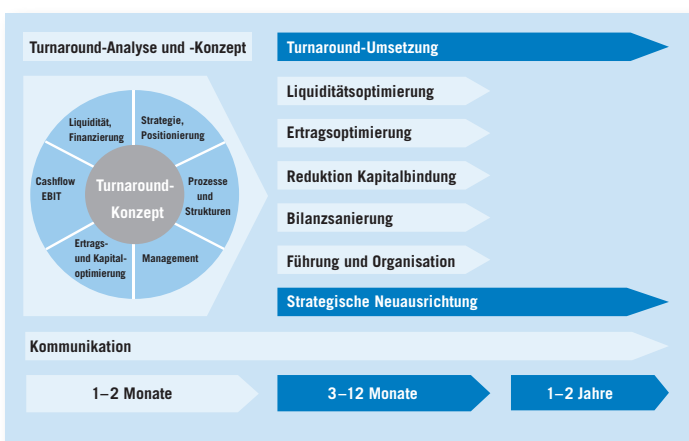 Turnaround-Analyse und -Konzept
Turnaround-Umsetzung
Liquidität,
Finanzierung
Strategie,
Positionierung
Cashflow
EBIT
Turnaround-
Konzept
Prozesse
und
Strukturen
Ertrags-
und Kapital-
optimierung
Management
Liquiditätsoptimierung
Ertragsoptimierung
Reduktion Kapitalbindung
Bilanzsanierung
Führung und Organisation
Strategische Neuausrichtung
Kommunikation
1–2 Monate
3–12 Monate
1–2 Jahre